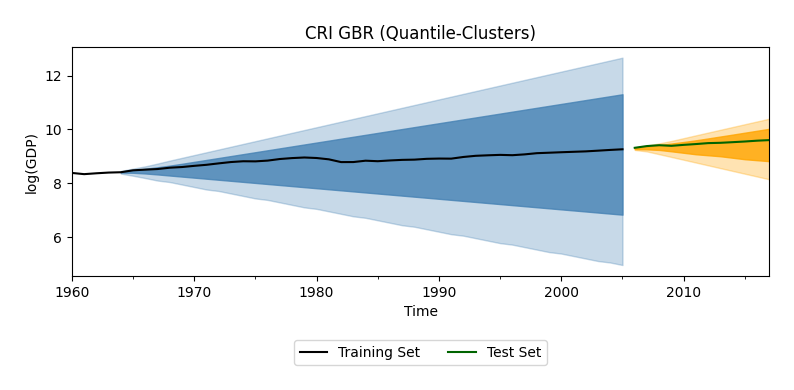 CRI GBR (Quantile-Clusters)
log(GDP)
12
10
8
6
1960 1970 1980 1990 2000 2010
Time
Training Set Test Set